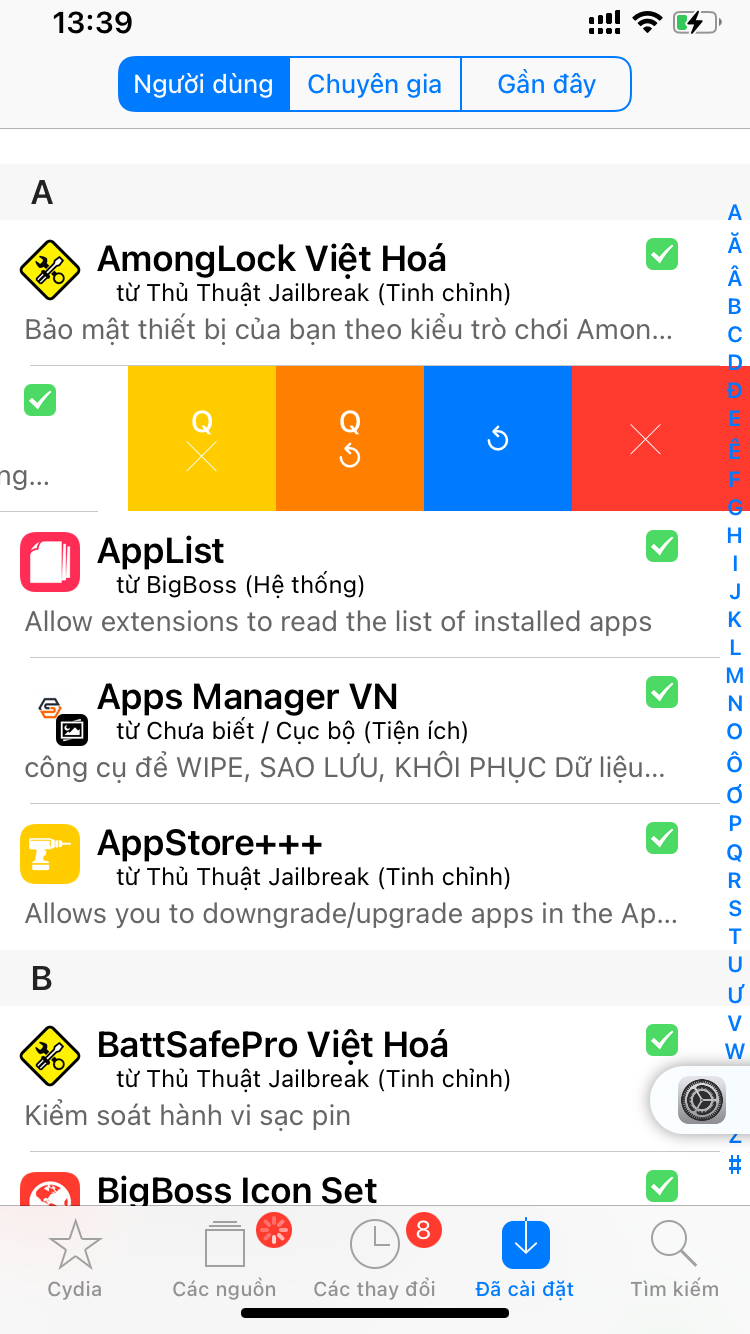 13:39
Người dùng
Chuyên gia
Gần đây
A
AmongLock Việt Hoá
từ Thủ Thuật Jailbreak (Tinh chỉnh)
Bảo mật thiết bị của bạn theo kiểu trò chơi Amon...
ng...
Q
Q
AppList
từ BigBoss (Hệ thống)
Allow extensions to read the list of installed apps
Apps Manager VN
từ Chưa biết / Cục bộ (Tiện ích)
công cụ để WIPE, SAO LƯU, KHÔI PHỤC Dữ liệu...
AppStore+++
từ Thủ Thuật Jailbreak (Tinh chỉnh)
Allows you to downgrade/upgrade apps in the Ap...
B
BattSafePro Việt Hoá
từ Thủ Thuật Jailbreak (Tinh chỉnh)
Kiểm soát hành vi sạc pin
BigBoss Icon Set
A
Ă
Â
B
C
D
Đ
E
Ê
F
G
H
I
J
K
L
M
N
O
Ô
Ơ
P
Q
R
S
T
U
Ư
V
W
Z
#
8
Cydia
Các nguồn
Các thay đổi
Đã cài đặt
Tìm kiếm